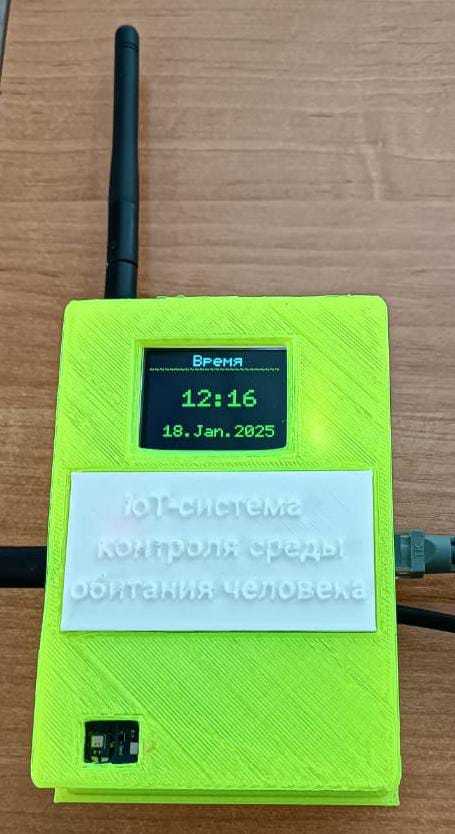 Время
12:16
18.Jan.2025
ioT-система
контроля среды
обитания человека